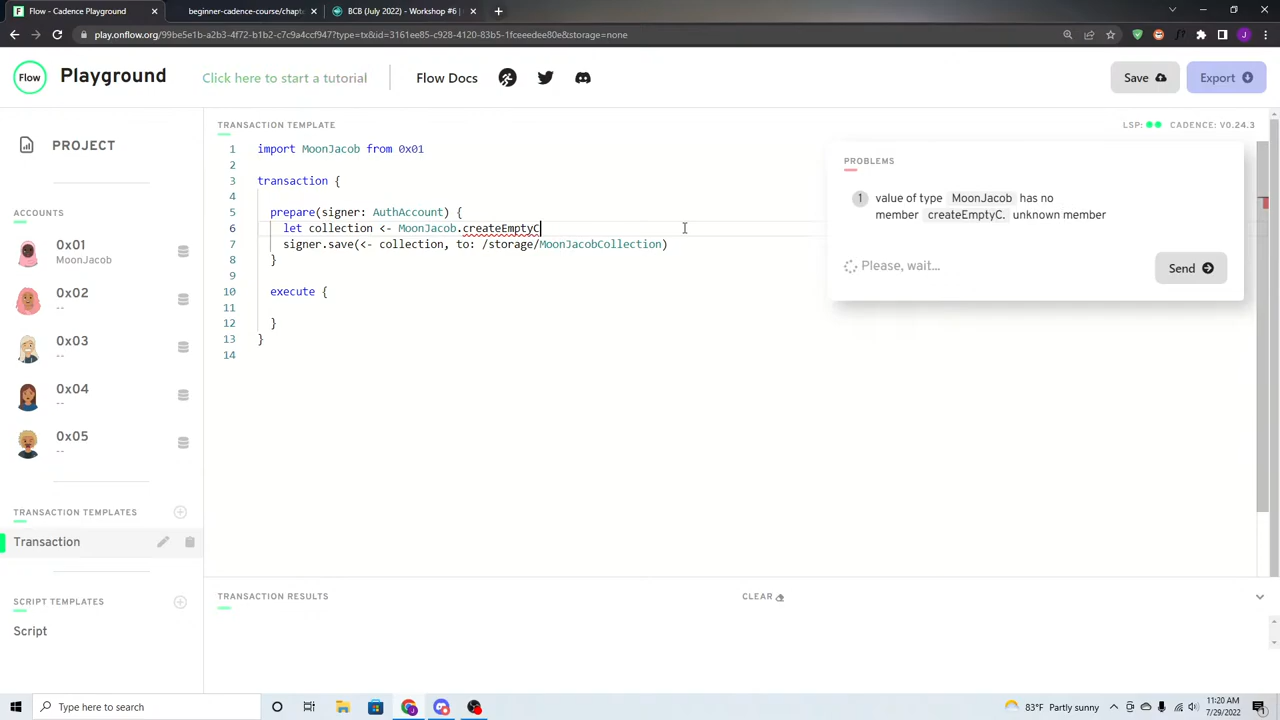 Flow - Cadence Playground
beginner-cadence-course/chapte
BCB (July 2022) - Workshop #6 |
play.onflow.org/99be5e1b-a2b3-4f72-b1b2-c7c9a4ccf947?type=tx&id=3161ee85-c928-4120-83b5-1fceeedee80e&storage=none
Flow
Playground
Click here to start a tutorial
Flow Docs
Save
Export
PROJECT
ACCOUNTS
0x01
MoonJacob
0x02
--
0x03
--
0x04
--
0x05
--
TRANSACTION TEMPLATES
Transaction
SCRIPT TEMPLATES
Script
TRANSACTION TEMPLATE
LSP:
CADENCE: V0.24.3
1 import MoonJacob from 0x01
2
3 transaction {
4
5 prepare(signer: AuthAccount) {
6 let collection <- MoonJacob.createEmptyC
7 signer.save(<- collection, to: /storage/MoonJacobCollection)
8 }
9
10 execute {
11
12 }
13 }
14
PROBLEMS
1 value of type MoonJacob has no
member createEmptyC. unknown member
Please, wait...
Send
TRANSACTION RESULTS
CLEAR
Type here to search
83°F Partly sunny
11:20 AM
7/29/2022